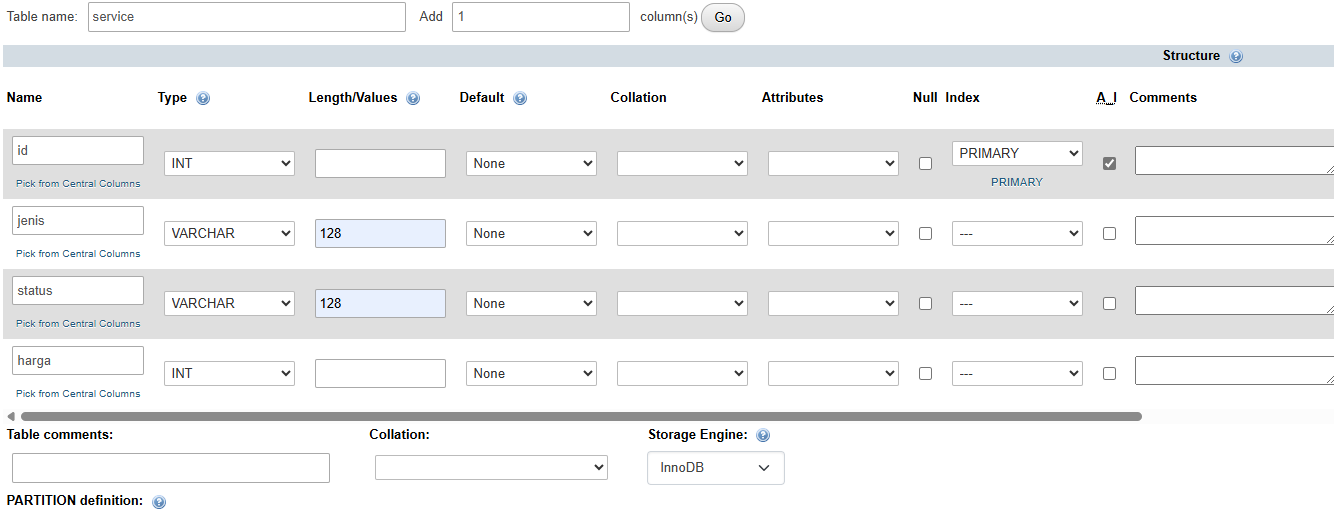 Table name: service Add 1 column(s) Go
Structure
Name Type Length/Values Default Collation Attributes Null Index A_I Comments
id INT None PRIMARY
Pick from Central Columns PRIMARY
jenis VARCHAR 128 None ---
Pick from Central Columns
status VARCHAR 128 None ---
Pick from Central Columns
harga INT None ---
Pick from Central Columns
Table comments: Collation: Storage Engine:
InnoDB
PARTITION definition: